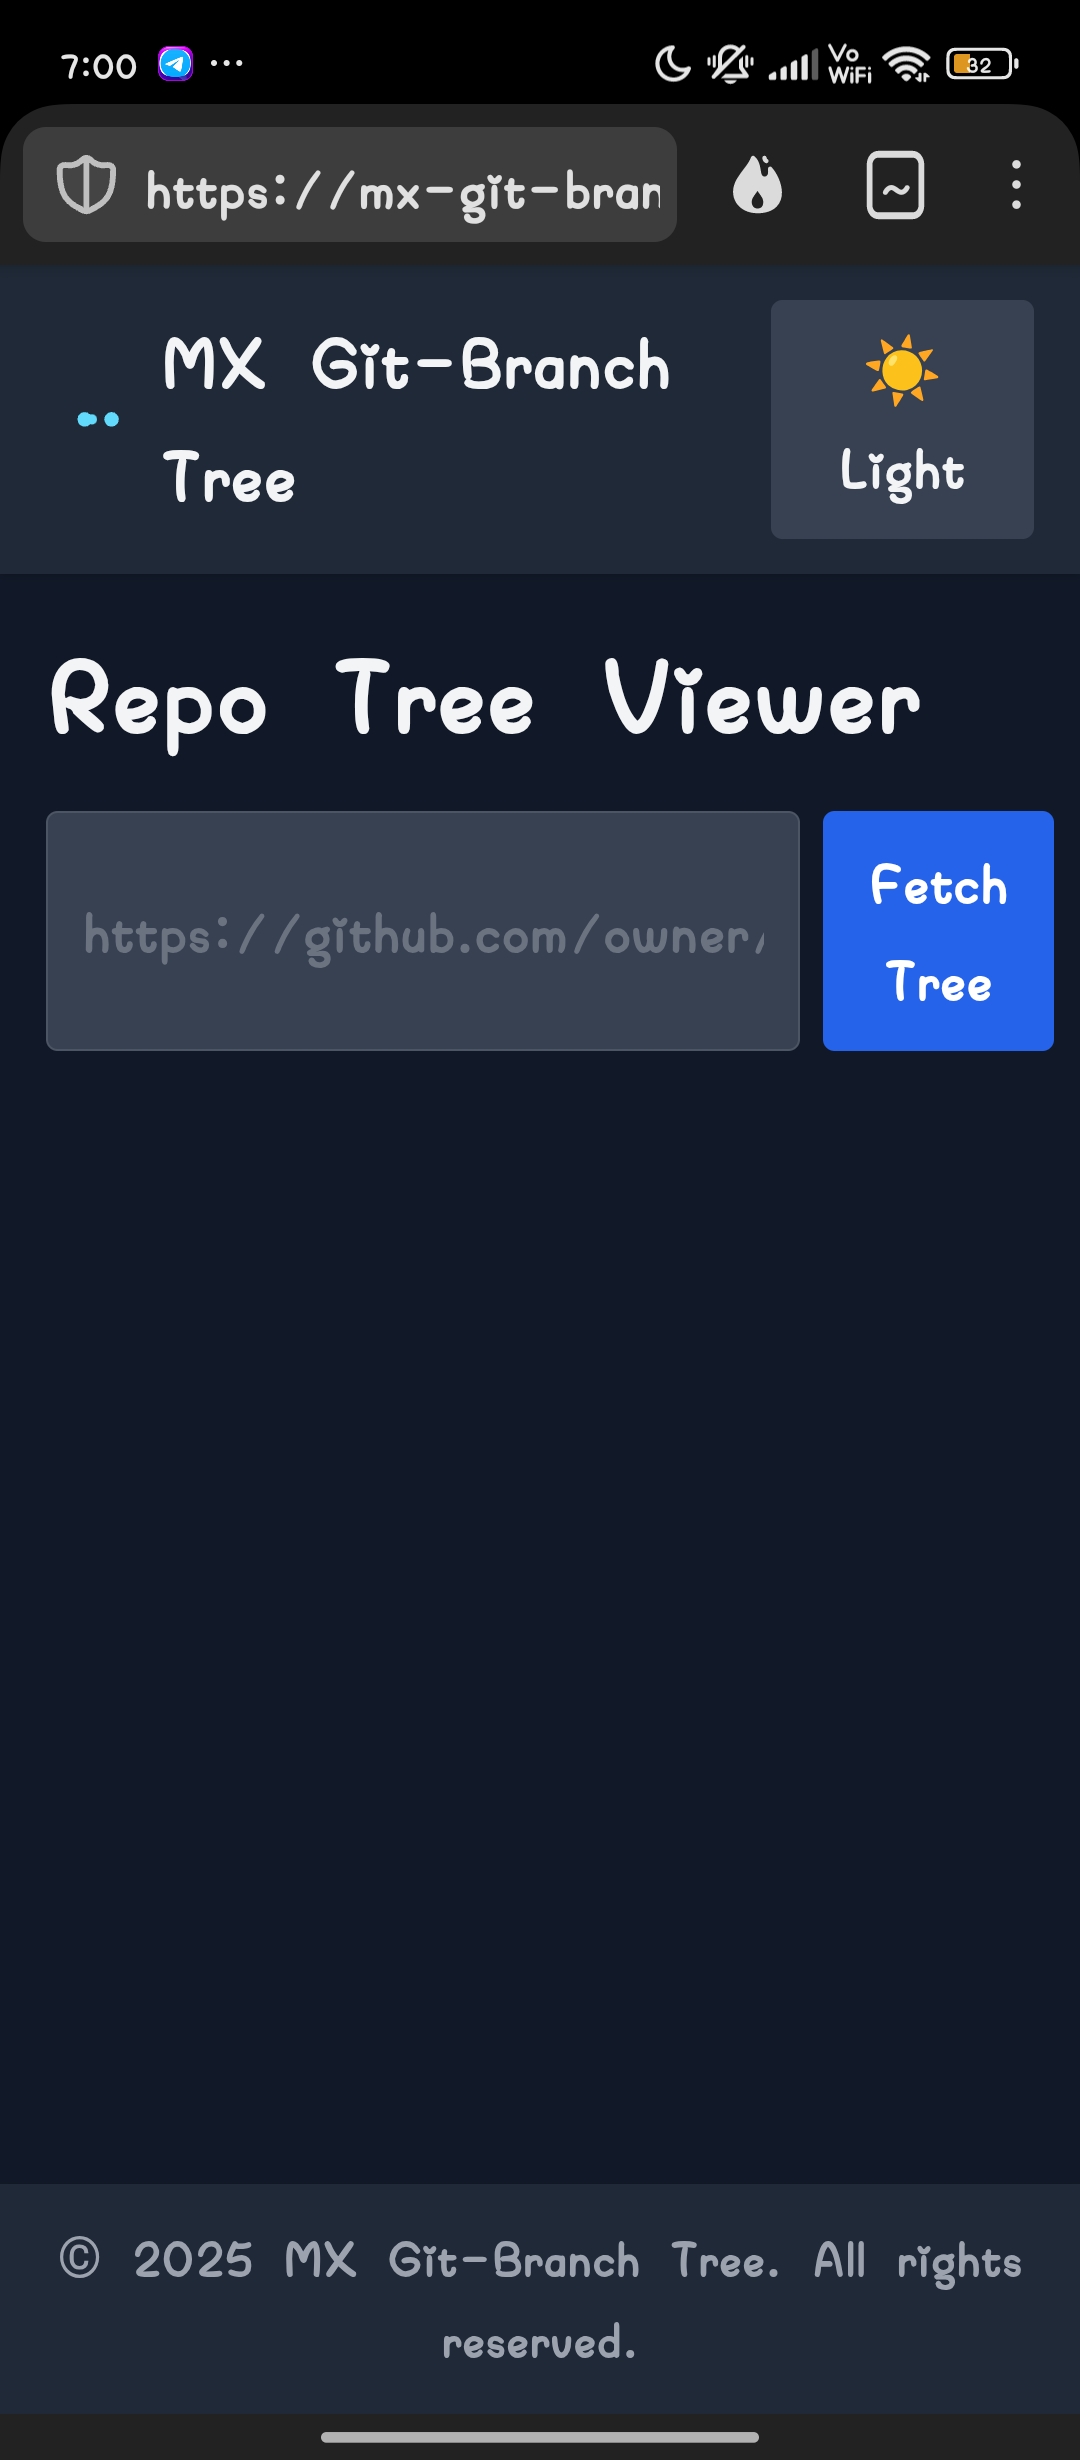 7:00
Vo
WiFi
32
https://mx-git-bran
MX Git-Branch
Tree
☀️
Light
Repo Tree Viewer
https://github.com/owner/
Fetch
Tree
© 2025 MX Git-Branch Tree. All rights
reserved.